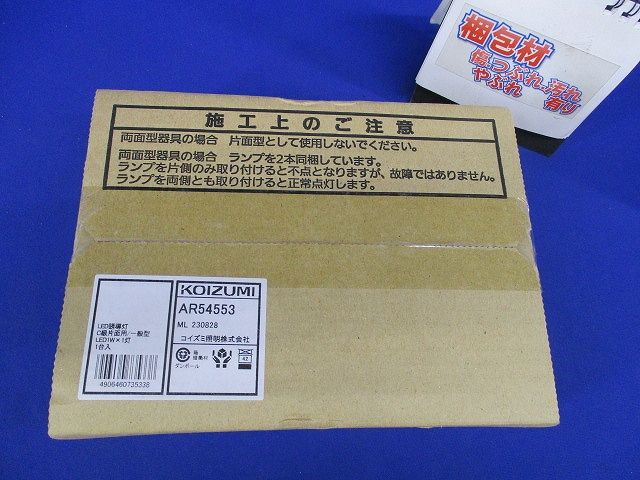 梱包材
傷つぶれ、汚れ
やぶれ 有り
施工上のご注意
両面型器具の場合 片面型として使用しないでください。
両面型器具の場合 ランプを2本同梱しています。
ランプを片側のみ取り付けると不点となりますが、故障ではありません。
ランプを両側とも取り付けると正常点灯します。
KOIZUMI
AR54553
ML 230828
コイズミ照明株式会社
LED誘導灯
C級片面用/一般型
LED1W×1灯
1台入
4906460735338
ダンボール
42